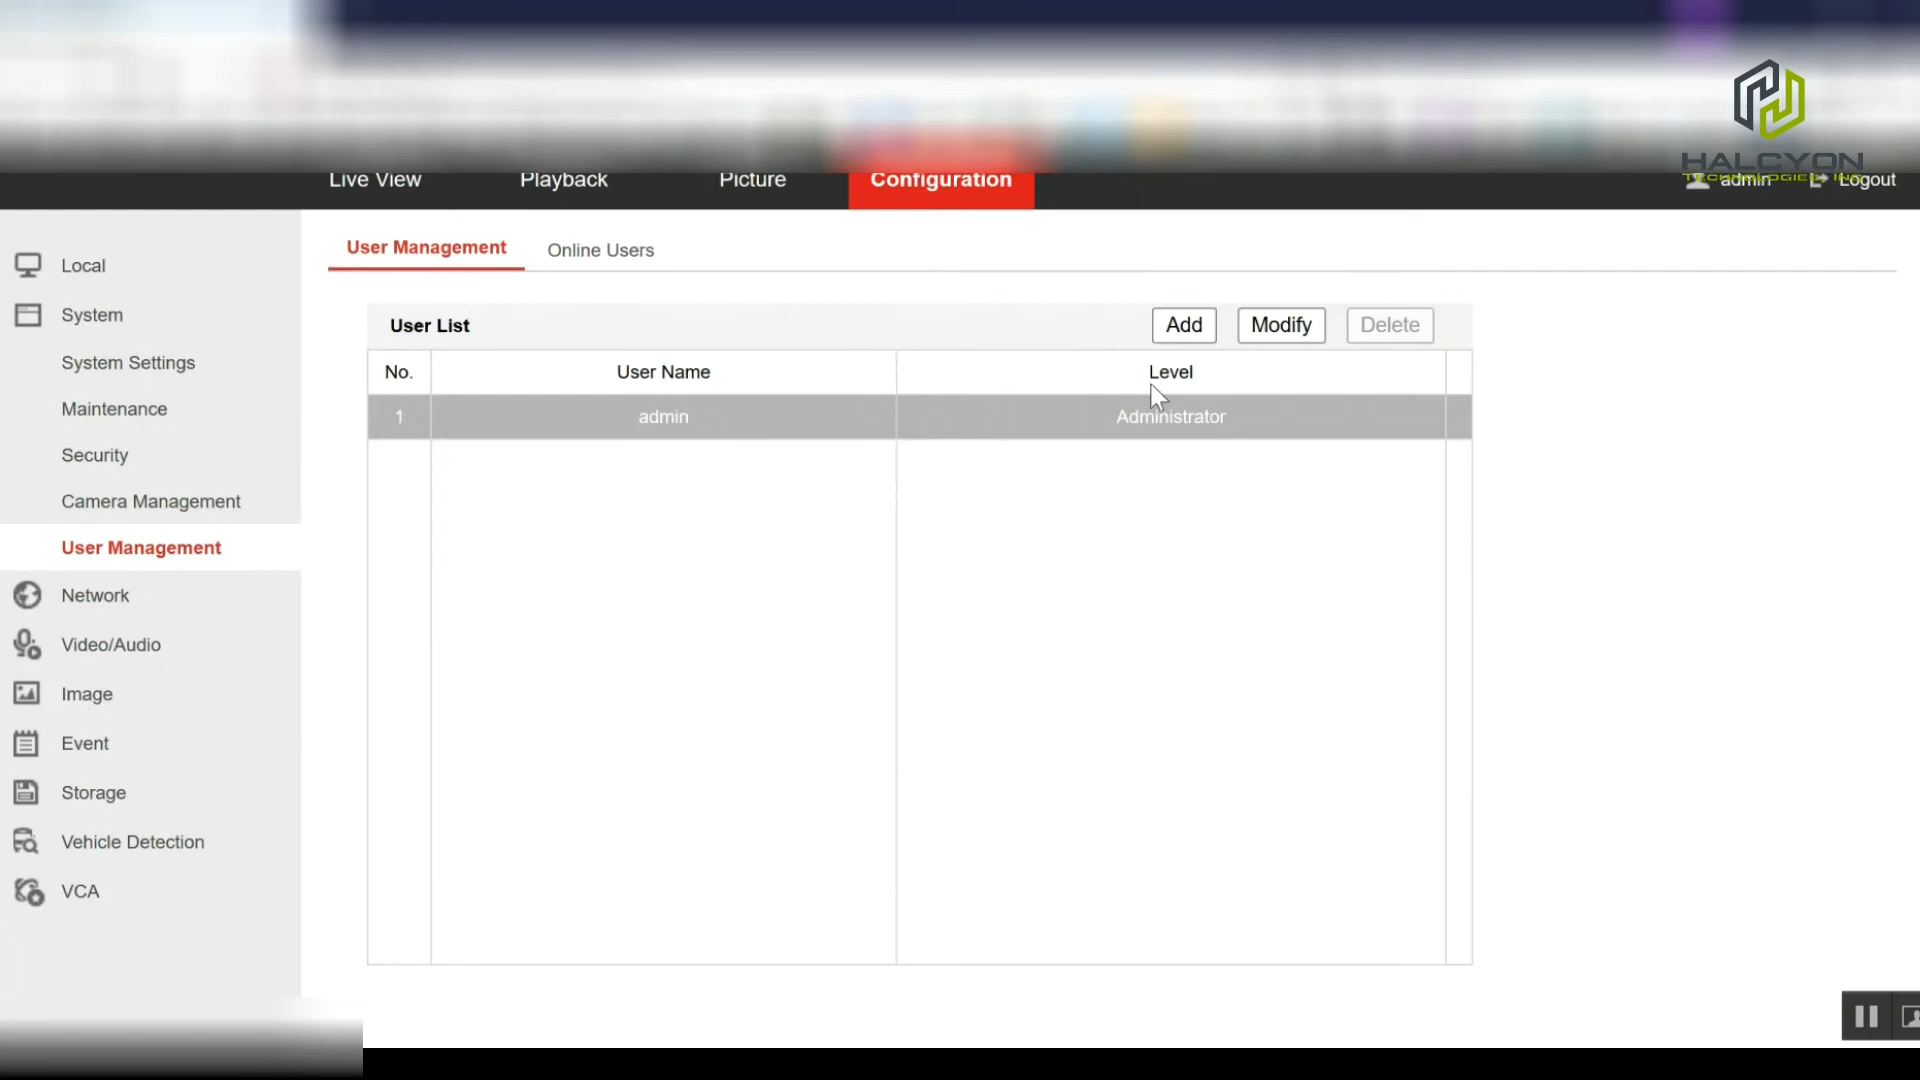 HALCYON
TECHNOLOGIES INC
Live View
Playback
Picture
Configuration
admin
Logout
Local
System
System Settings
Maintenance
Security
Camera Management
User Management
Network
Video/Audio
Image
Event
Storage
Vehicle Detection
VCA
User Management
Online Users
User List
Add
Modify
Delete
No.
User Name
Level
1
admin
Administrator